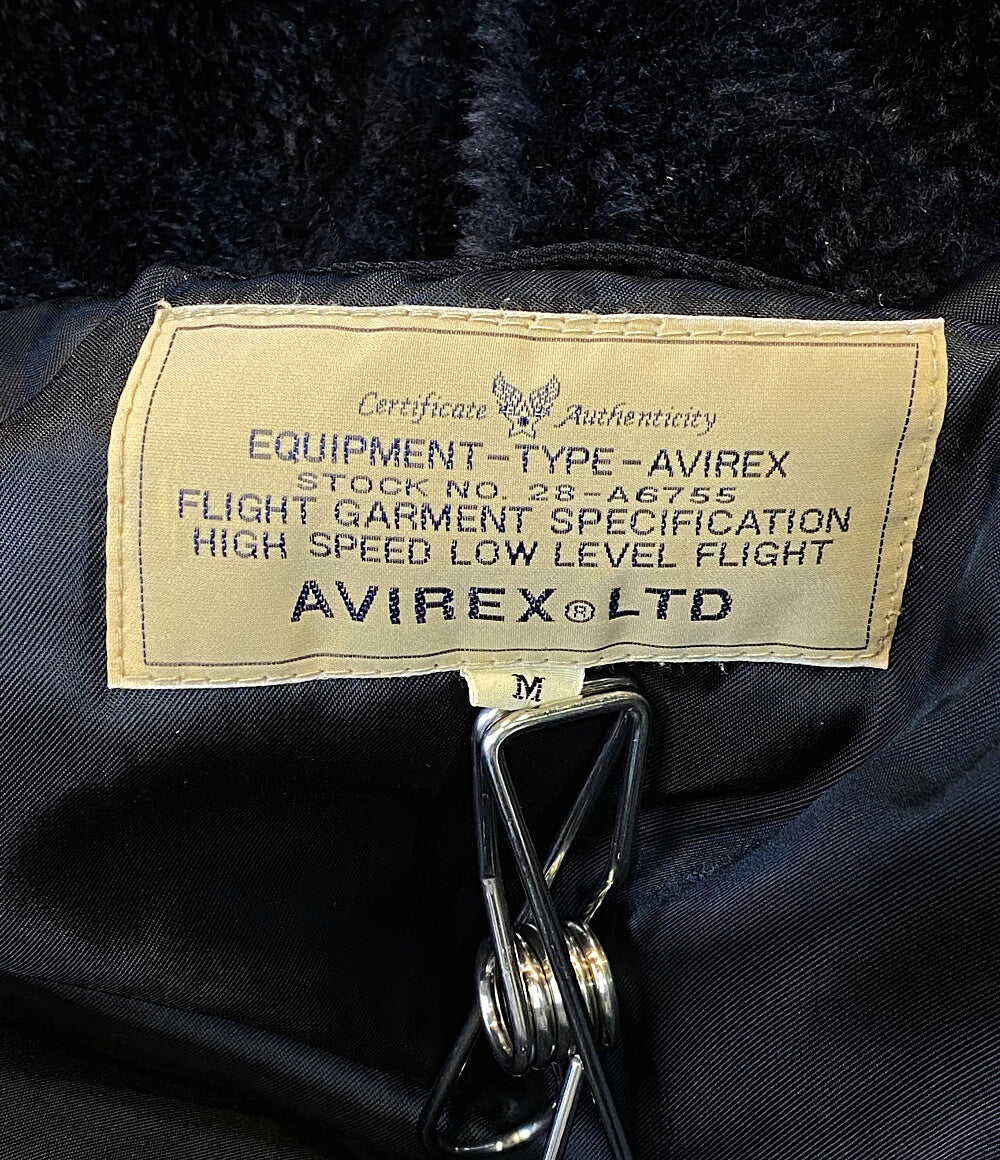 Certificate Authenticity
EQUIPMENT-TYPE-AVIREX
STOCK NO. 28-A6755
FLIGHT GARMENT SPECIFICATION
HIGH SPEED LOW LEVEL FLIGHT
AVIREX® LTD
M